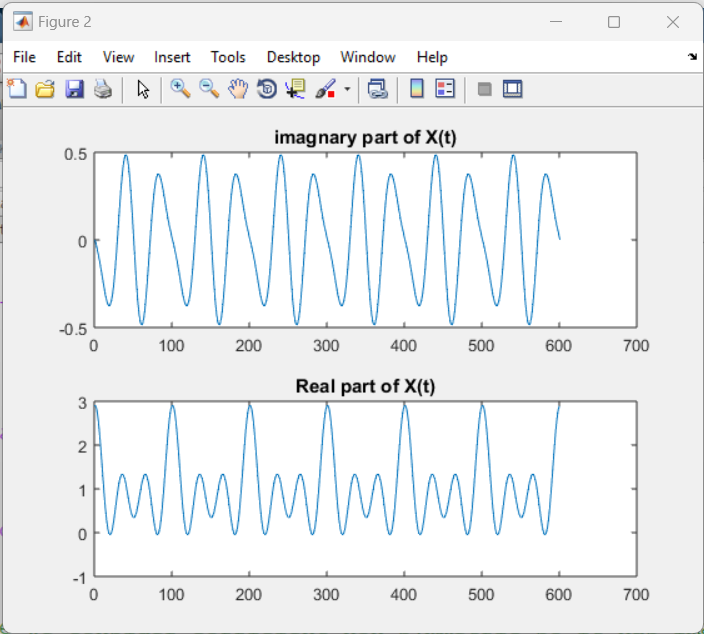 Figure 2
File Edit View Insert Tools Desktop Window Help
imagnary part of X(t)
0.5
0
-0.5
0 100 200 300 400 500 600 700
Real part of X(t)
3
2
1
0
-1
0 100 200 300 400 500 600 700